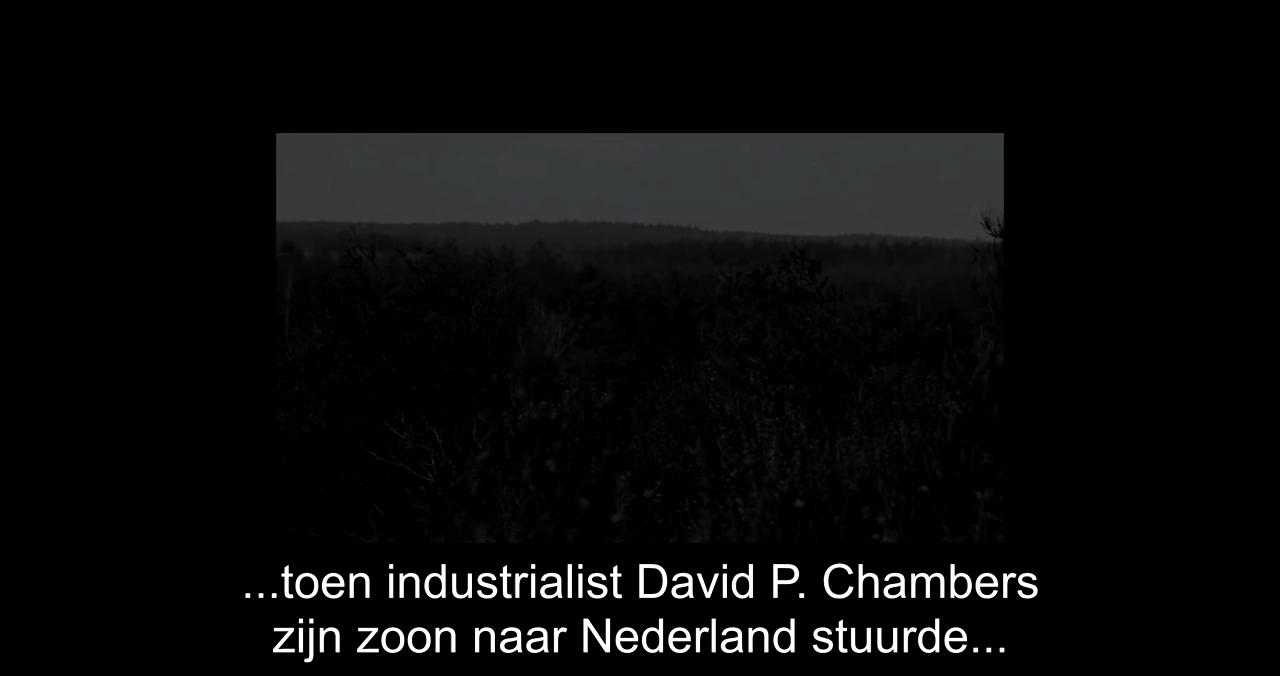 ...toen industrialist David P. Chambers
zijn zoon naar Nederland stuurde...